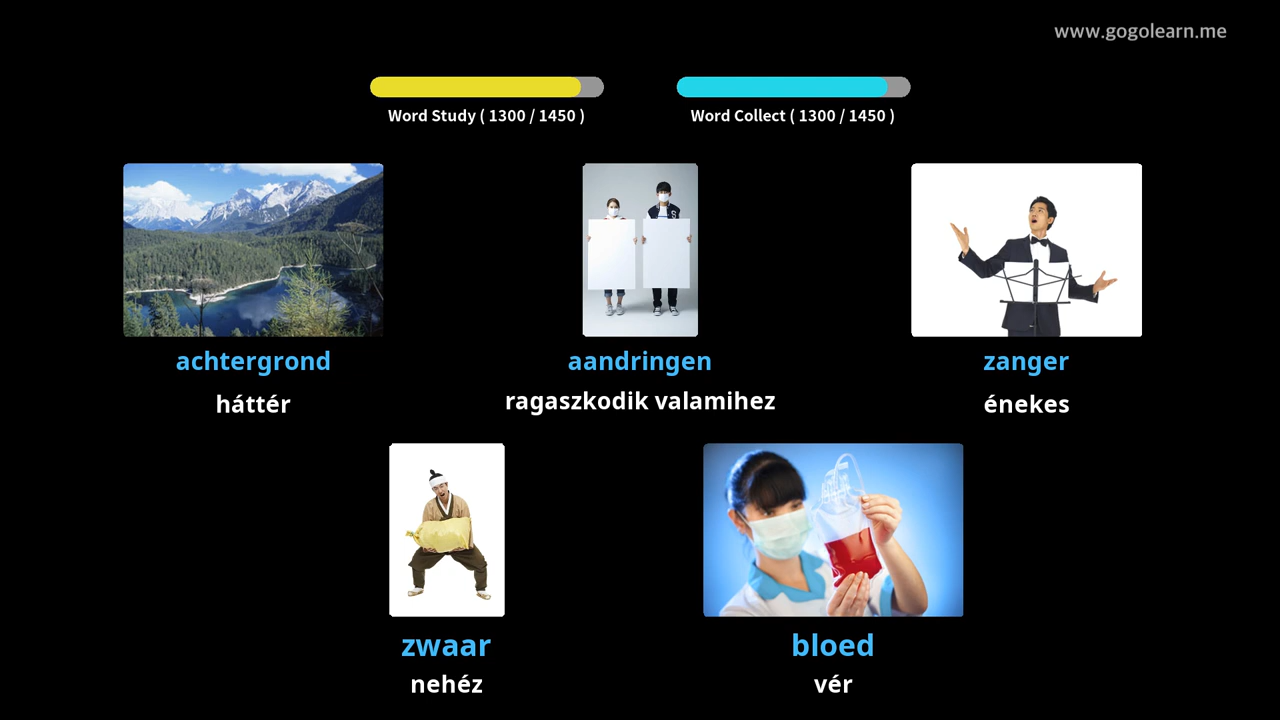 www.gogolearn.me
Word Study ( 1300 / 1450 )
Word Collect ( 1300 / 1450 )
achtergrond
aandringen
zanger
háttér
ragaszkodik valamihez
énekes
zwaar
bloed
nehéz
vér